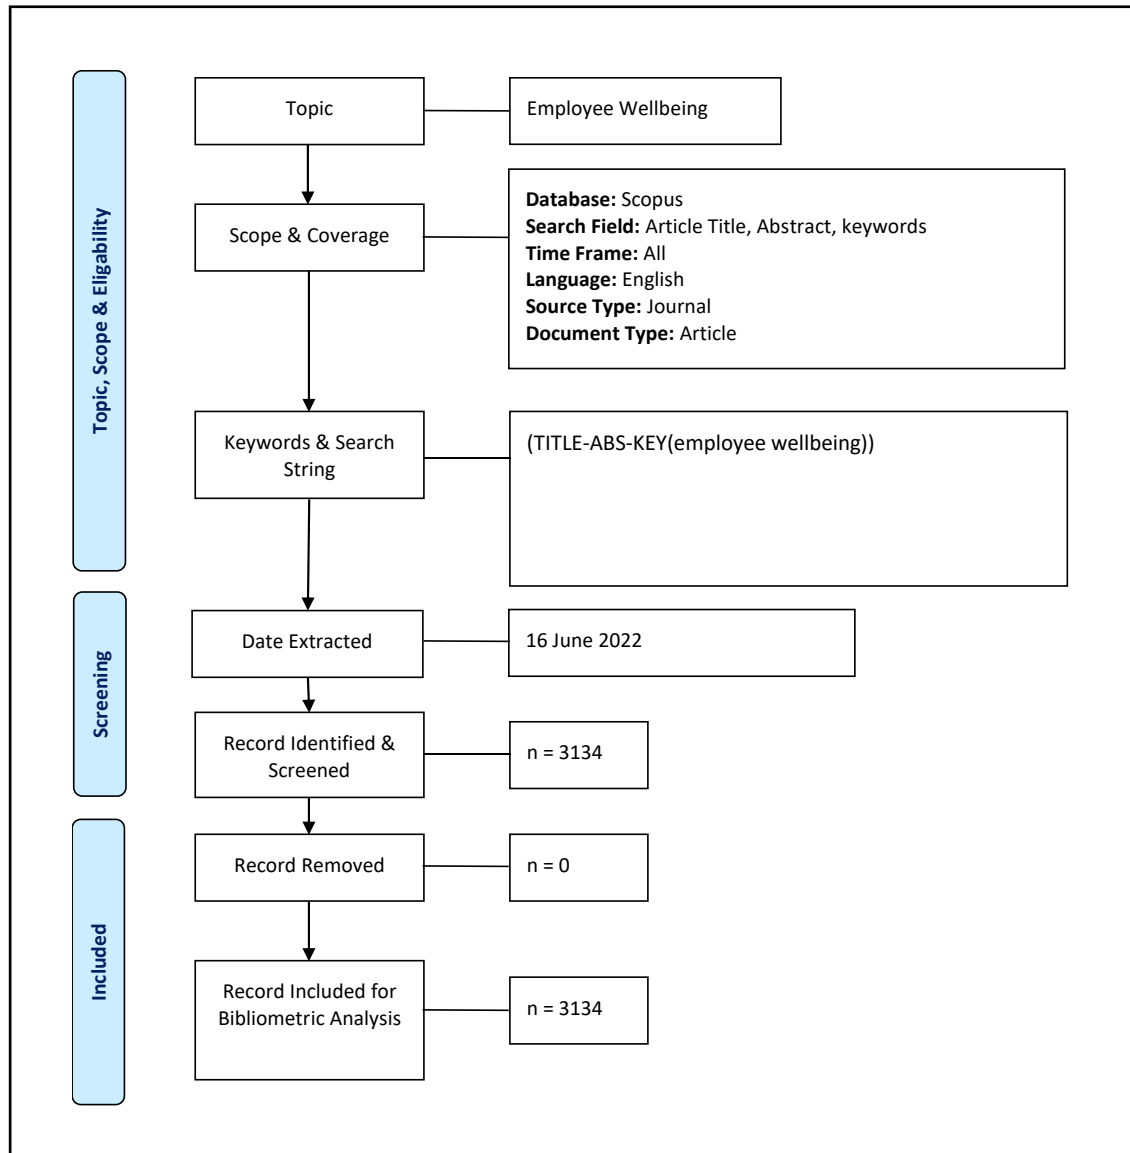 Topic, Scope & Eligability
Topic
Employee Wellbeing
Scope & Coverage
Database: Scopus
Search Field: Article Title, Abstract, keywords
Time Frame: All
Language: English
Source Type: Journal
Document Type: Article
Keywords & Search
String
(TITLE-ABS-KEY(employee wellbeing))
Screening
Date Extracted
16 June 2022
Record Identified &
Screened
n = 3134
Included
Record Removed
n = 0
Record Included for
Bibliometric Analysis
n = 3134